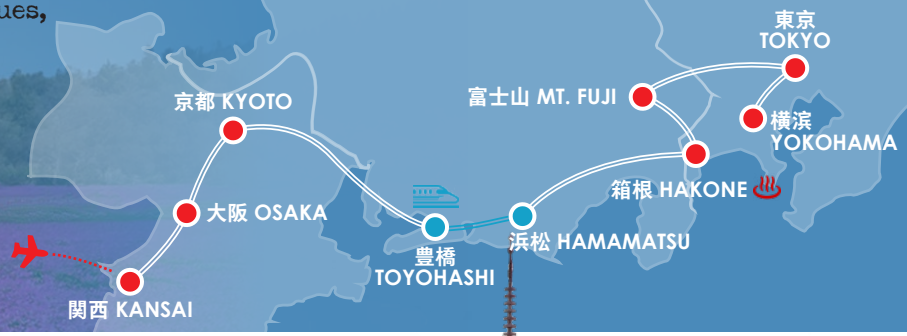 ues,
東京
TOKYO
京都 KYOTO
富士山 MT. FUJI
横滨
YOKOHAMA
箱根 HAKONE
大阪 OSAKA
浜松 HAMAMATSU
豊橋
TOYOHASHI
関西 KANSAI